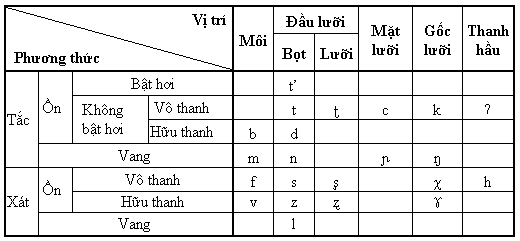 Vị trí
Phương thức
Môi Đầu lưỡi Mặt lưỡi Gốc lưỡi Thanh hầu
Bọt Lưỡi
Tắc Ồn Bật hơi t’
Không bật hơi Vô thanh t ʈ c k ʔ
Hữu thanh b d
Vang m n ɲ ŋ
Xát Ồn Vô thanh f s ş χ h
Hữu thanh v z ʐ ɣ
Vang l